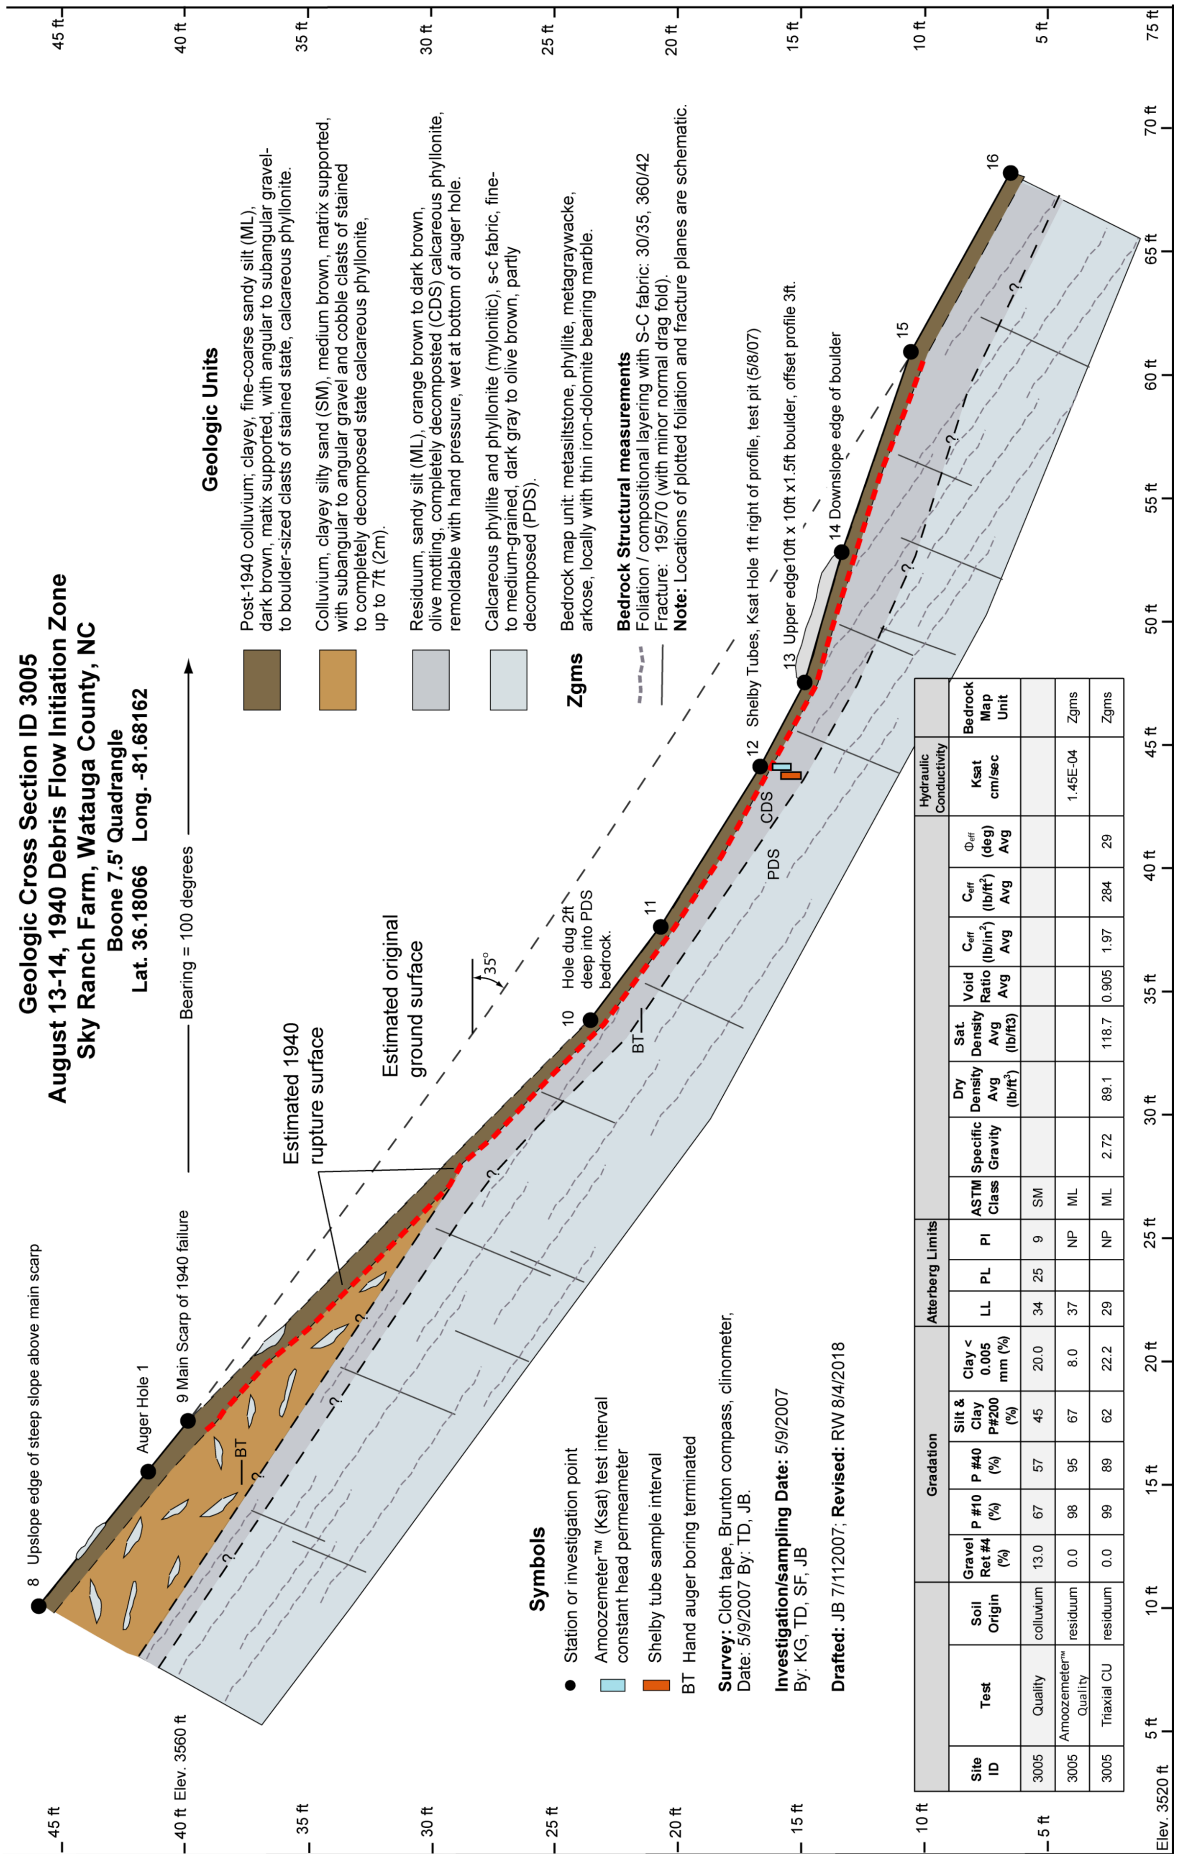 Geologic Cross Section ID 3005
August 13-14, 1940 Debris Flow Initiation Zone
Sky Ranch Farm, Watauga County, NC
Boone 7.5' Quadrangle
Lat. 36.18066 Long. -81.68162
Bearing = 100 degrees
45 ft
40 ft Elev. 3560 ft
35 ft
30 ft
25 ft
20 ft
15 ft
10 ft
5 ft
Elev. 3520 ft
45 ft
40 ft
35 ft
30 ft
25 ft
20 ft
15 ft
10 ft
5 ft
5 ft
10 ft
15 ft
20 ft
25 ft
30 ft
35 ft
40 ft
45 ft
50 ft
55 ft
60 ft
65 ft
70 ft
75 ft
8 Upslope edge of steep slope above main scarp
Auger Hole 1
9 Main Scarp of 1940 failure
Estimated 1940
rupture surface
Estimated original
ground surface
35°
10 Hole dug 2ft
deep into PDS
bedrock.
11
12 Shelby Tubes, Ksat Hole 1ft right of profile, test pit (5/8/07)
13 Upper edge10ft x 10ft x1.5ft boulder, offset profile 3ft.
14 Downslope edge of boulder
15
16
BT
BT
CDS
PDS
?
?
?
?
?
?
?
?
Geologic Units
Post-1940 colluvium; clayey, fine-coarse sandy silt (ML),
dark brown, matix supported, with angular to subangular gravel-
to boulder-sized clasts of stained state, calcareous phyllonite.
Colluvium, clayey silty sand (SM), medium brown, matrix supported,
with subangular to angular gravel and cobble clasts of stained
to completely decomposed state calcareous phyllonite,
up to 7ft (2m).
Residuum, sandy silt (ML), orange brown to dark brown,
olive mottling, completely decomposted (CDS) calcareous phyllonite,
remoldable with hand pressure, wet at bottom of auger hole.
Calcareous phyllite and phyllonite (mylonitic), s-c fabric, fine-
to medium-grained, dark gray to olive brown, partly
decomposed (PDS).
Zgms
Bedrock map unit: metasiltstone, phyllite, metagraywacke,
arkose, locally with thin iron-dolomite bearing marble.
Bedrock Structural measurements
Foliation / compositional layering with S-C fabric: 30/35, 360/42
Fracture: 195/70 (with minor normal drag fold).
Note: Locations of plotted foliation and fracture planes are schematic.
Symbols
Station or investigation point
Amoozemeter™ (Ksat) test interval
constant head permeameter
Shelby tube sample interval
BT Hand auger boring terminated
Survey: Cloth tape, Brunton compass, clinometer,
Date: 5/9/2007 By: TD, JB.
Investigation/sampling Date: 5/9/2007
By: KG, TD, SF, JB
Drafted: JB 7/112007; Revised: RW 8/4/2018
Gradation Atterberg Limits Hydraulic Conductivity
Site ID Test Soil Origin Gravel Ret #4 (%) P #10 (%) P #40 (%) Silt & Clay P#200 (%) Clay < 0.005 mm (%) LL PL PI ASTM Class Specific Gravity Dry Density Avg (lb/ft³) Sat. Density Avg (lb/ft3) Void Ratio Avg Ceff (lb/in²) Avg Ceff (lb/ft²) Avg Φeff (deg) Avg Ksat cm/sec Bedrock Map Unit
3005 Quality colluvium 13.0 67 57 45 20.0 34 25 9 SM
3005 Amoozemeter™ Quality residuum 0.0 98 95 67 8.0 37 NP ML 1.45E-04 Zgms
3005 Triaxial CU residuum 0.0 99 89 62 22.2 29 NP ML 2.72 89.1 118.7 0.905 1.97 284 29 Zgms